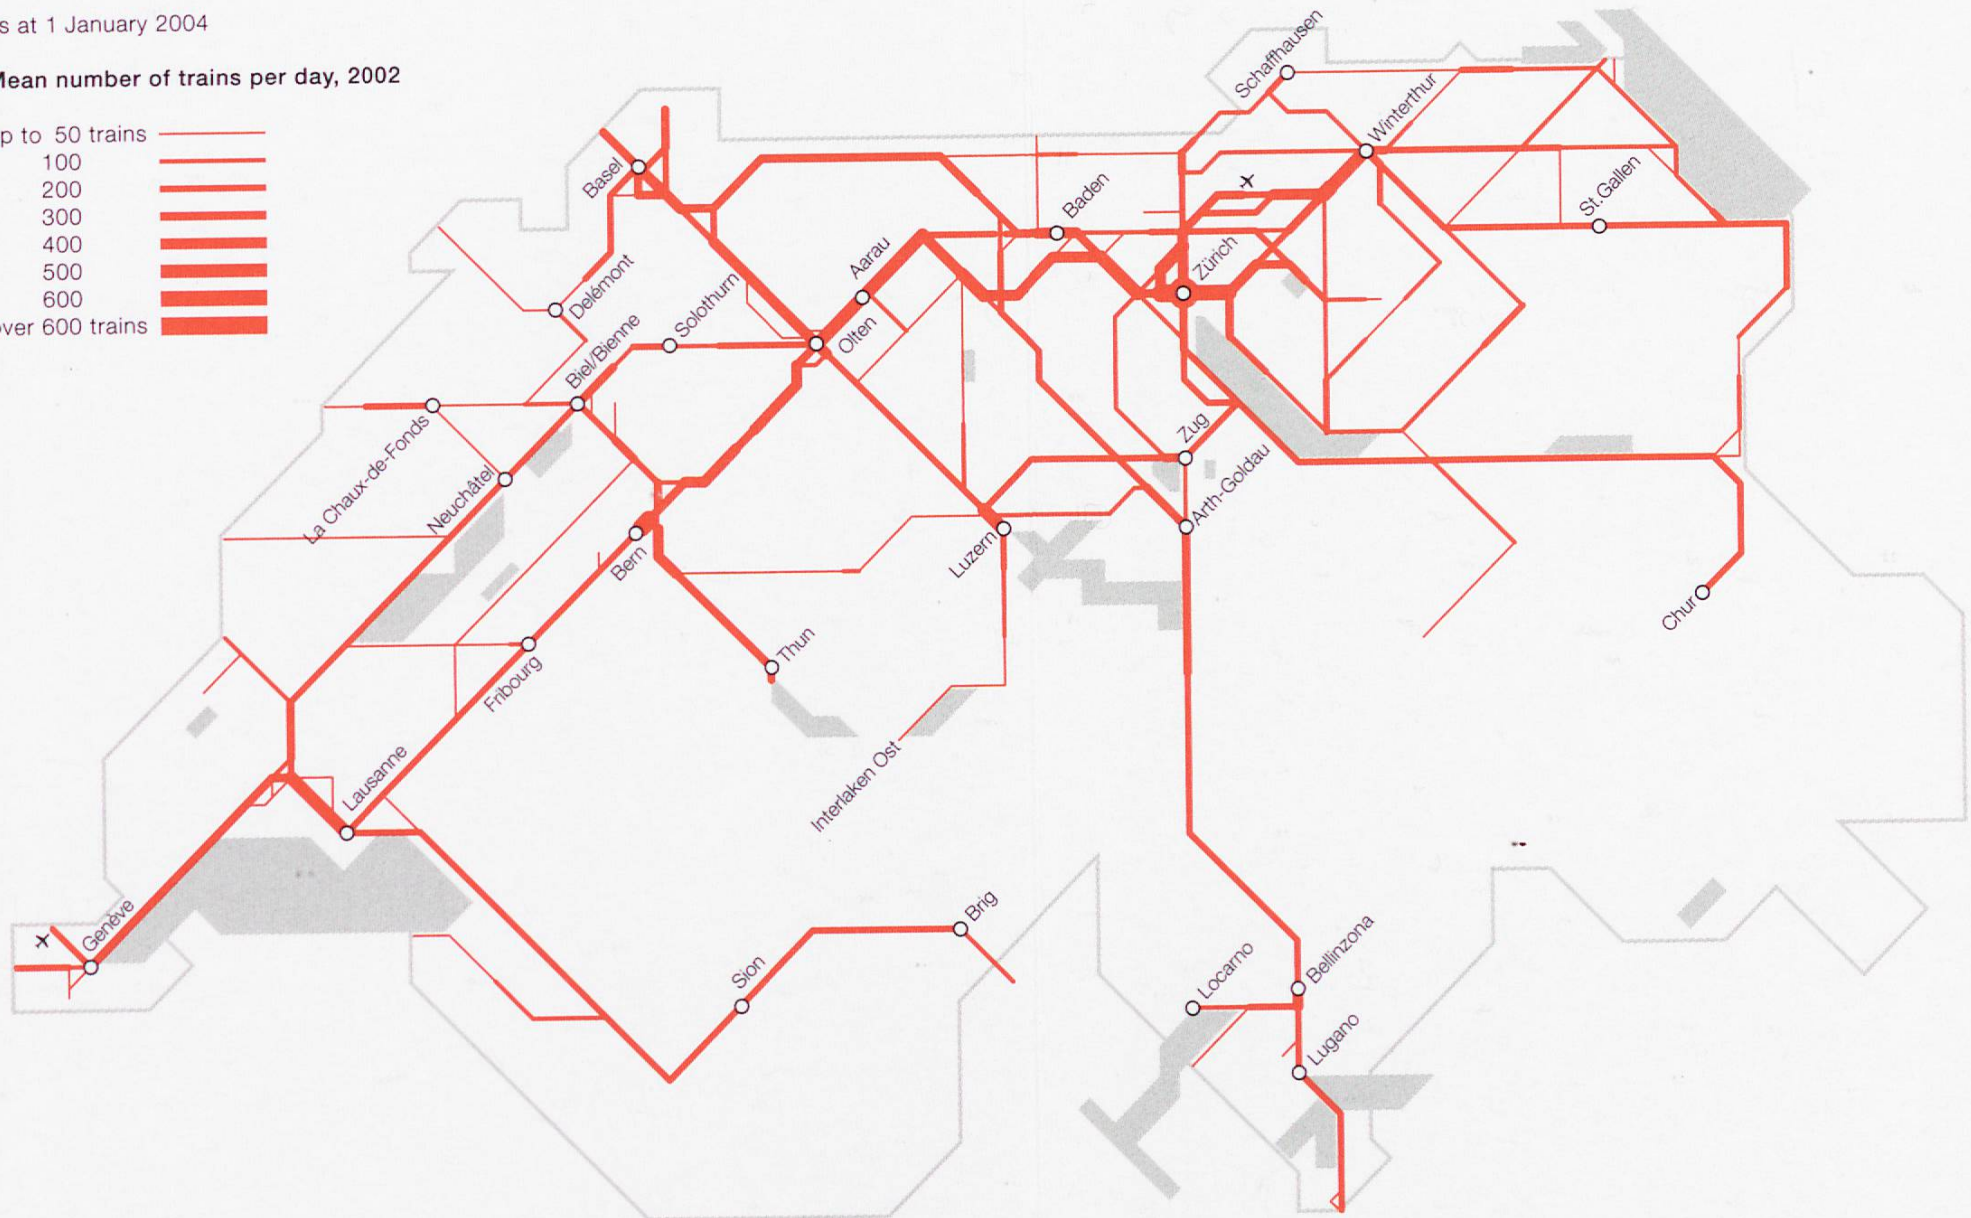 s at 1 January 2004
Mean number of trains per day, 2002
p to 50 trains
100
200
300
400
500
600
over 600 trains
Schaffhausen
Winterthur
Basel
Baden
St.Gallen
Aarau
Zürich
Delémont
Solothurn
Olten
Biel/Bienne
La Chaux-de-Fonds
Neuchâtel
Zug
Arth-Goldau
Bern
Luzern
Chur
Thun
Fribourg
Interlaken Ost
Lausanne
Genève
Brig
Sion
Locarno
Bellinzona
Lugano